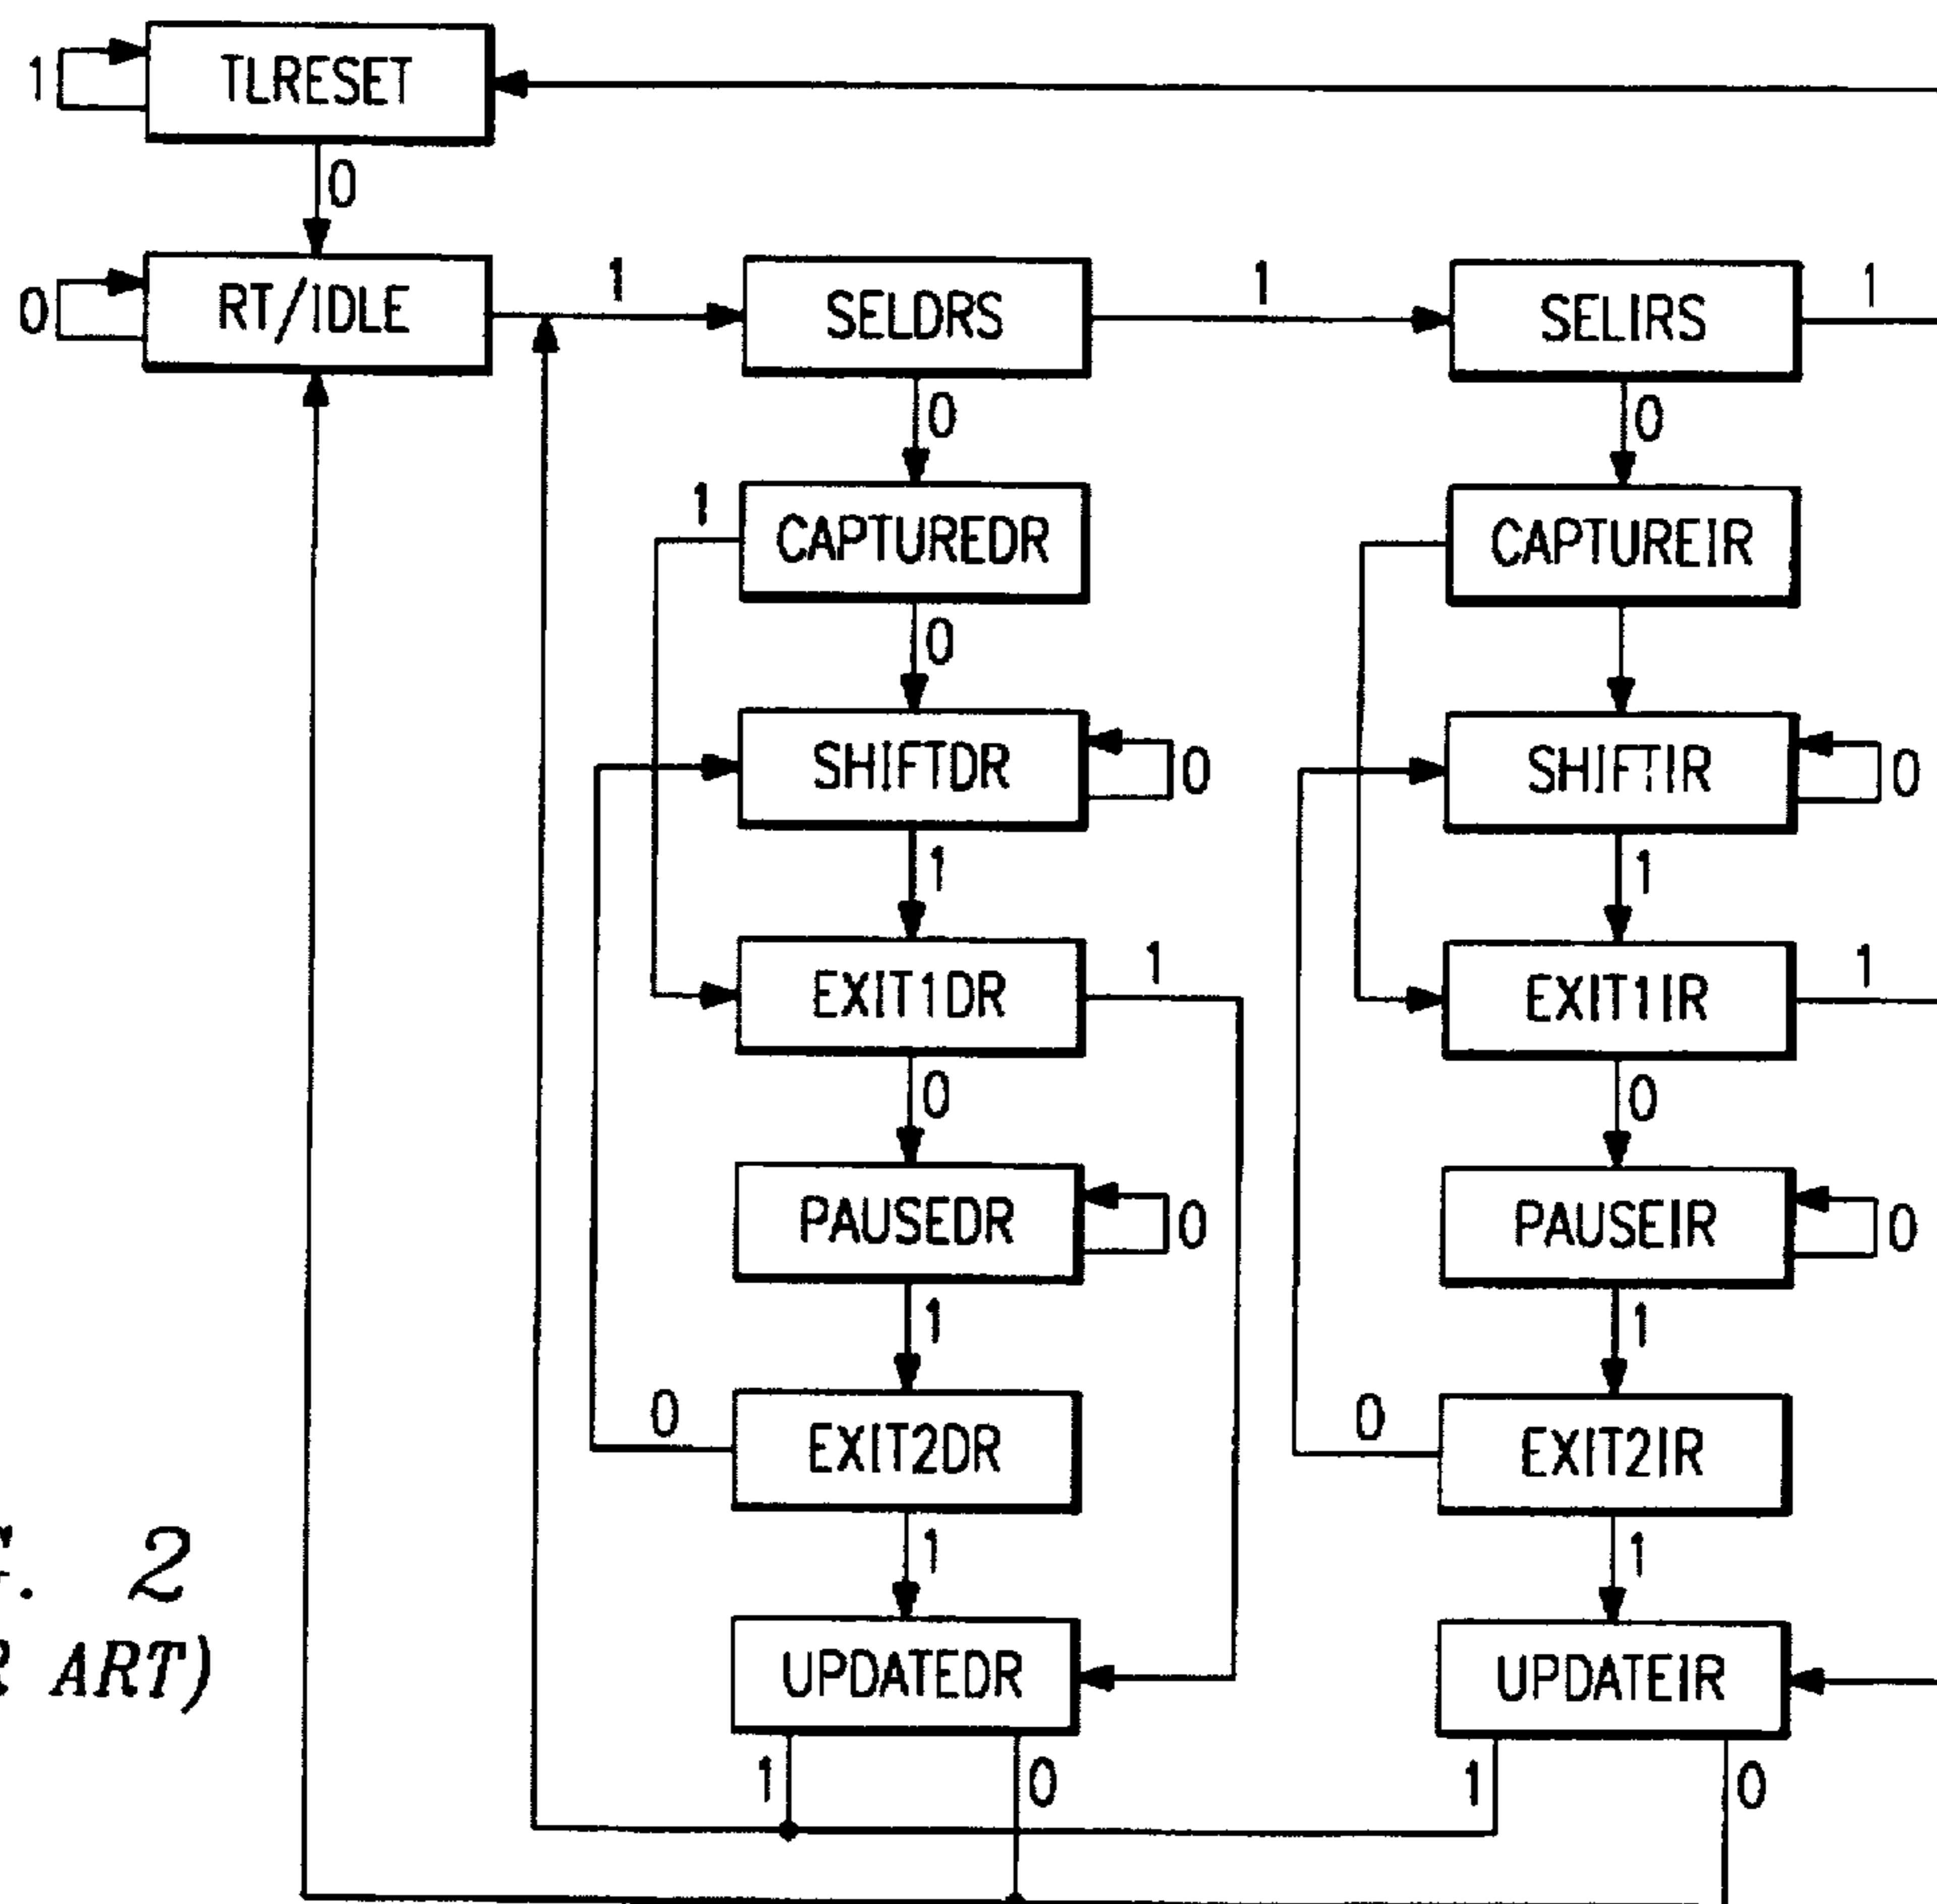 TLRESET
1
0
RT/IDLE
0
1
SELDRS
1
SELIRS
1
0
0
1
CAPTUREDR
CAPTUREIR
0
SHIFTDR
0
SHIFTIR
0
1
1
EXIT1DR
1
EXIT1IR
1
0
0
PAUSEDR
0
PAUSEIR
0
1
1
0
EXIT2DR
0
EXIT2IR
1
1
2
ART)
UPDATEDR
UPDATEIR
1
0
1
0